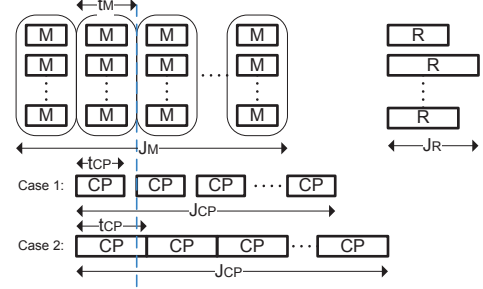 tM
M M M M R
M M M .... M R
⋮ ⋮ ⋮ ⋮ ⋮
M M M M R
JM JR
tCP
Case 1: CP CP CP .... CP
JCP
tCP
Case 2: CP CP CP ... CP
JCP